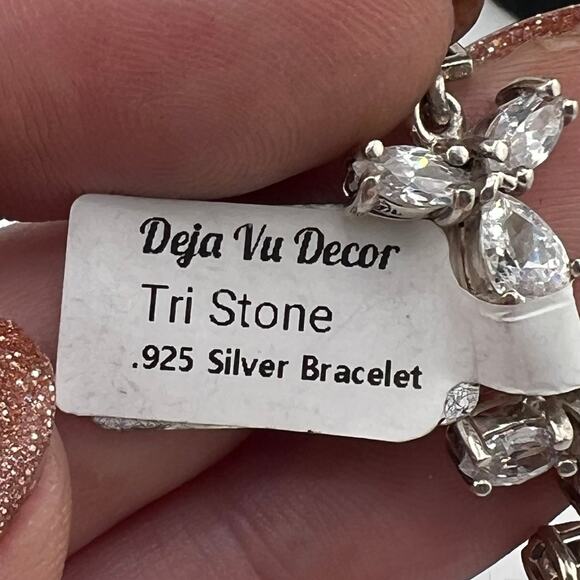 Deja Vu Decor
Tri Stone
.925 Silver Bracelet